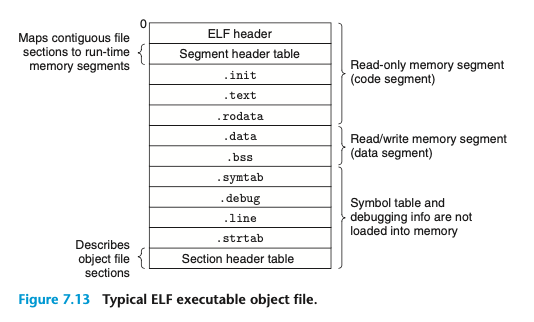 0
Maps contiguous file
sections to run-time
memory segments
ELF header
Segment header table
.init
.text
.rodata
.data
.bss
.symtab
.debug
.line
.strtab
Section header table
Read-only memory segment
(code segment)
Read/write memory segment
(data segment)
Symbol table and
debugging info are not
loaded into memory
Describes
object file
sections
Figure 7.13 Typical ELF executable object file.